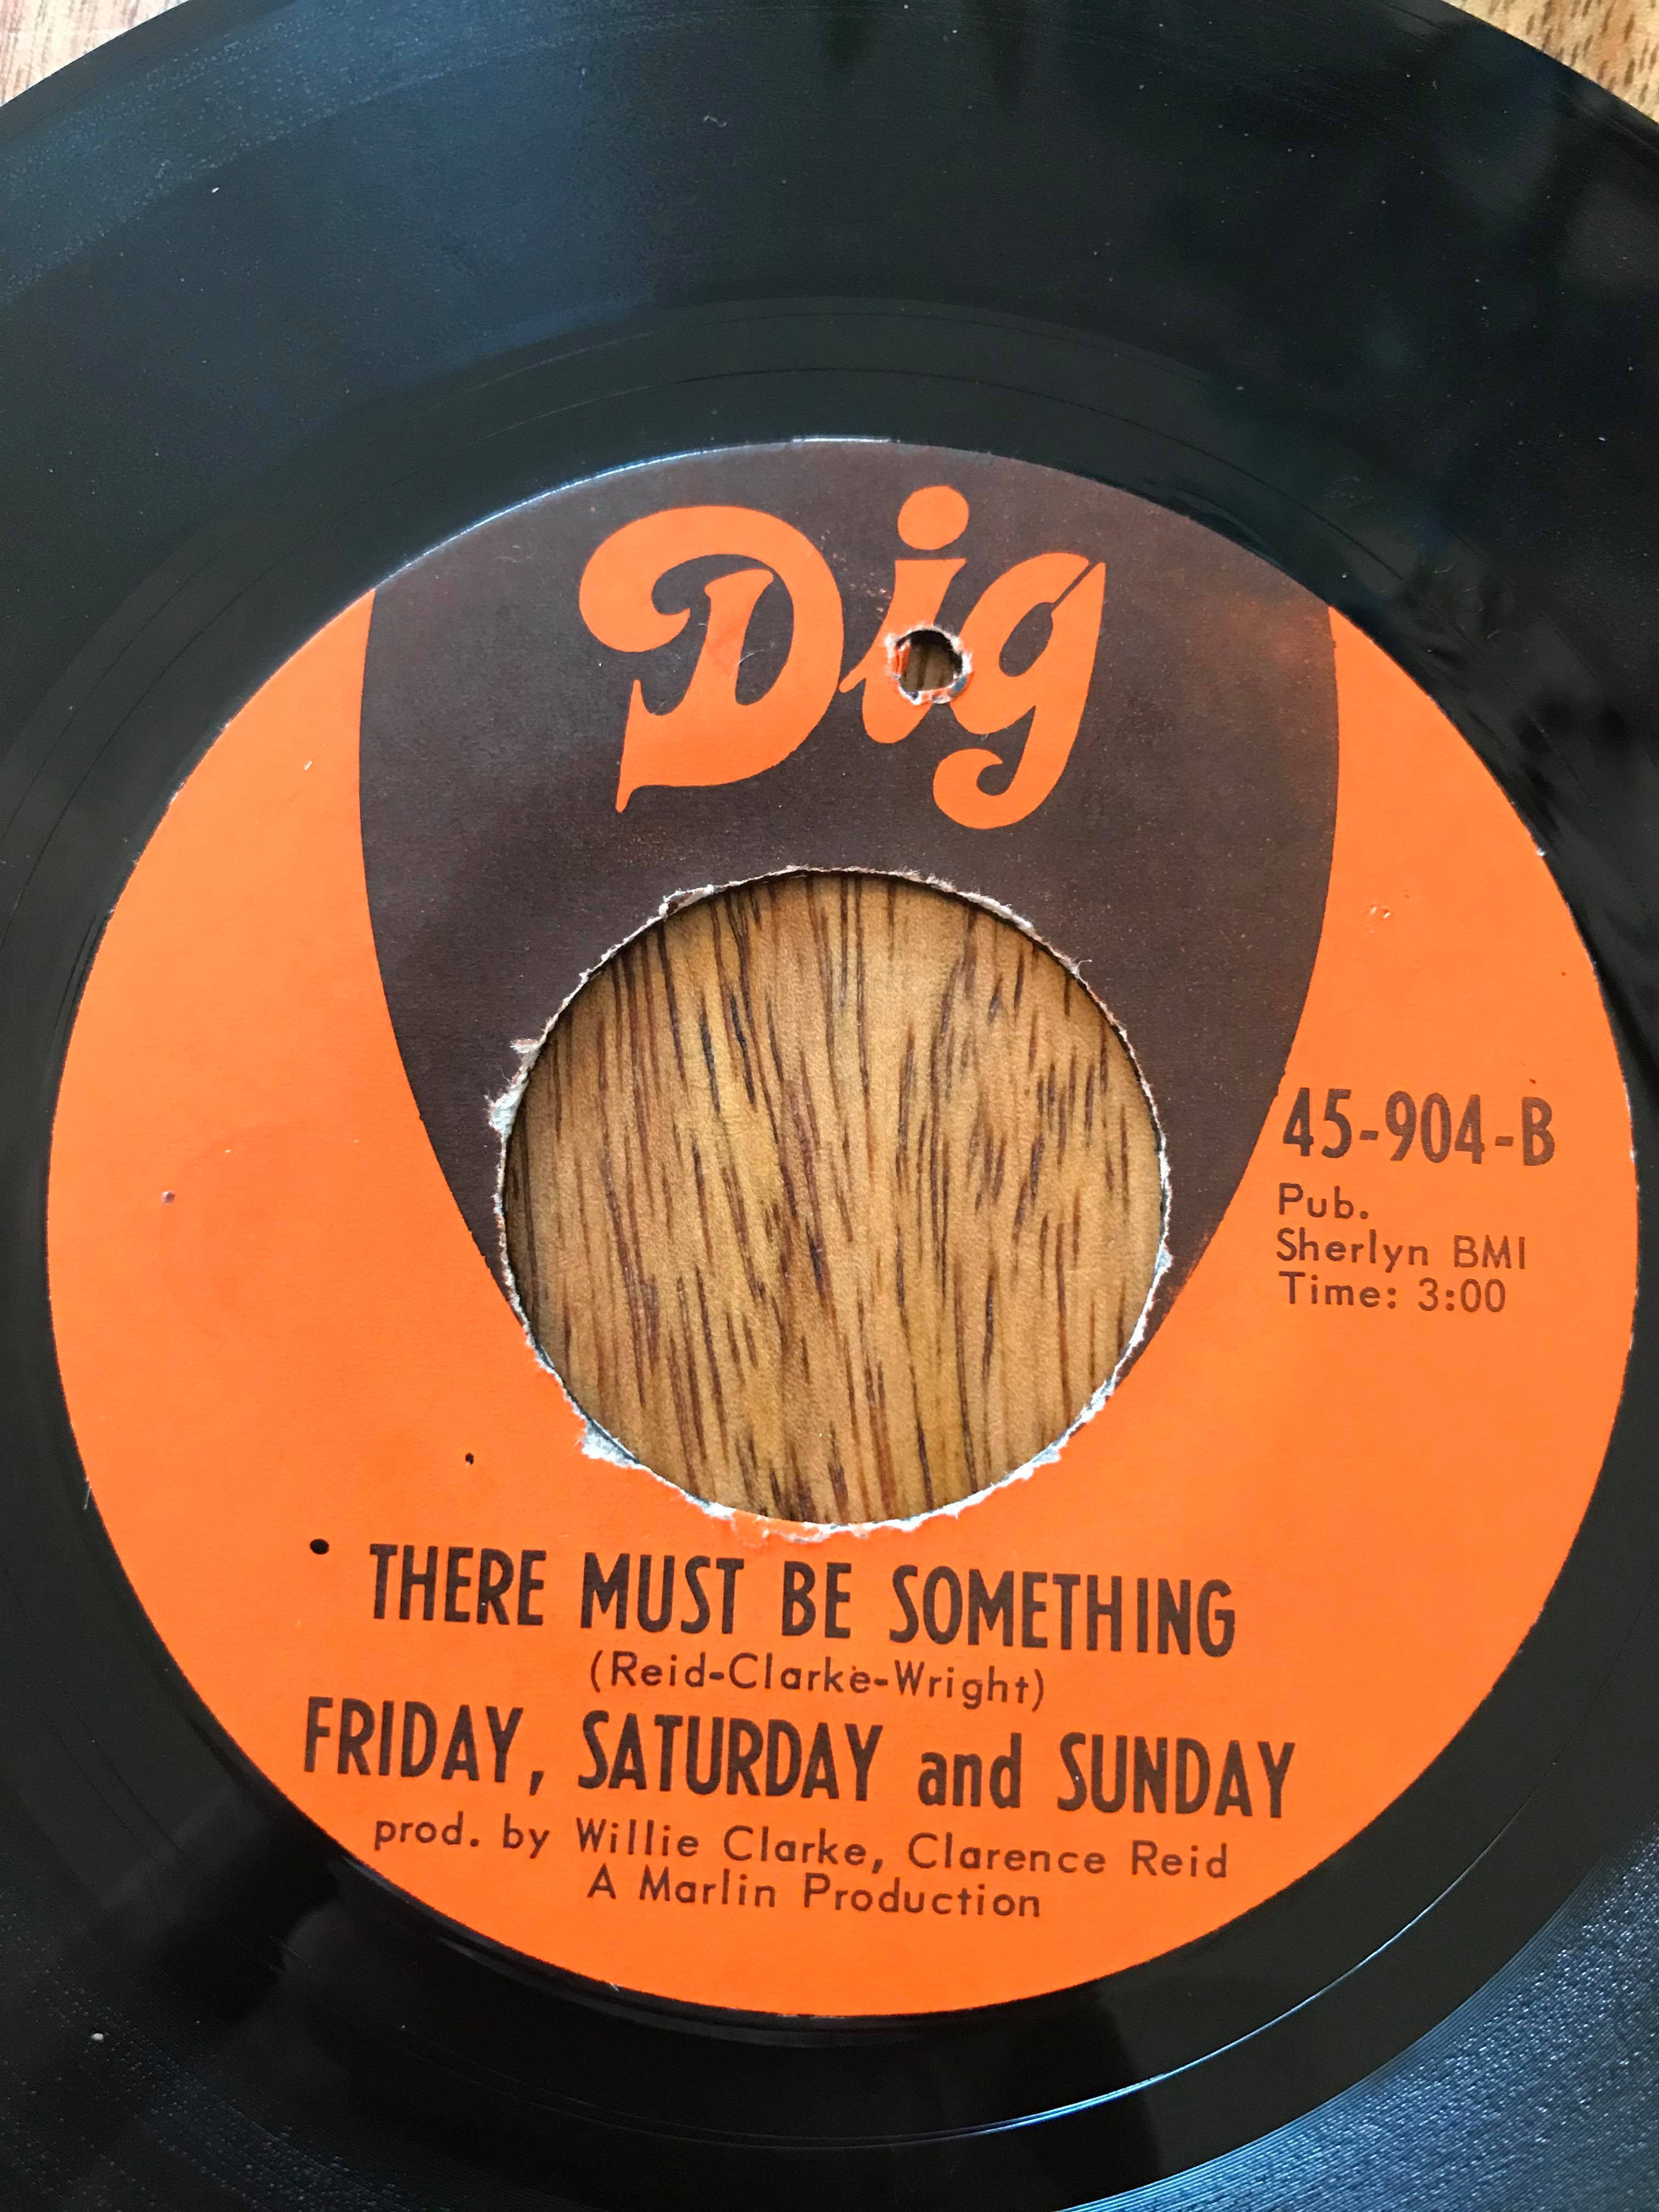 Dig
45-904-B
Pub.
Sherlyn BMI
Time: 3:00
THERE MUST BE SOMETHING
(Reid-Clarke-Wright)
FRIDAY, SATURDAY and SUNDAY
prod. by Willie Clarke, Clarence Reid
A Marlin Production